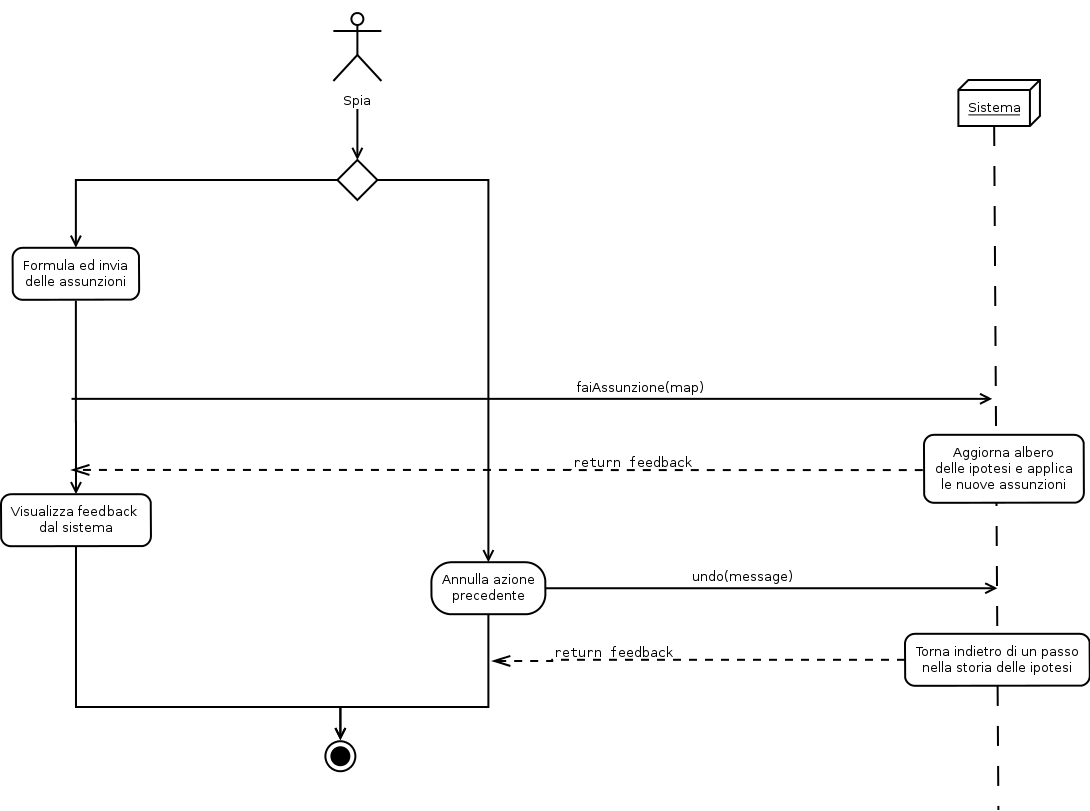 Spia
Sistema
Formula ed invia
delle assunzioni
faiAssunzione(map)
Aggiorna albero
delle ipotesi e applica
le nuove assunzioni
return feedback
Visualizza feedback
dal sistema
Annulla azione
precedente
undo(message)
Torna indietro di un passo
nella storia delle ipotesi
return feedback